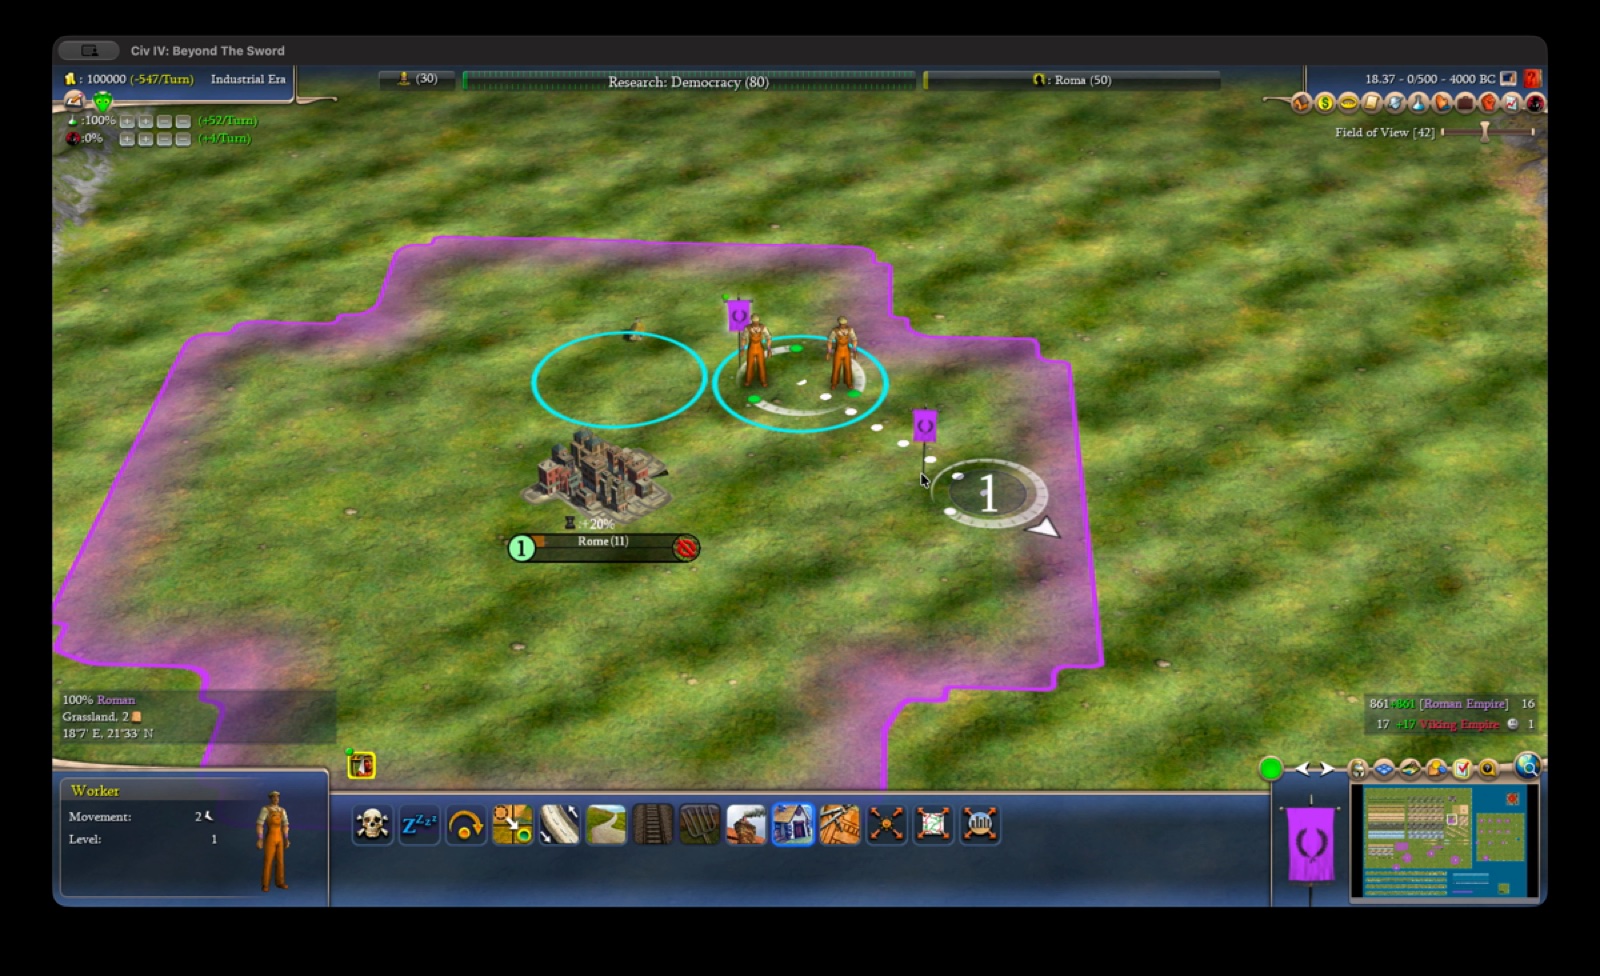 Civ IV: Beyond The Sword
: 100000 (-547/Turn) Industrial Era
(30)
Research: Democracy (80)
: Roma (50)
18.37 - 0/500 - 4000 BC
:100% (+52/Turn)
:0% (+4/Turn)
Field of View [42]
1
:+20%
1 Rome (11)
100% Roman
Grassland, 2
18°7' E, 21°33' N
861 +861 [Roman Empire] 16
17 +17 Viking Empire 1
Worker
Movement: 2
Level: 1
Zzzz